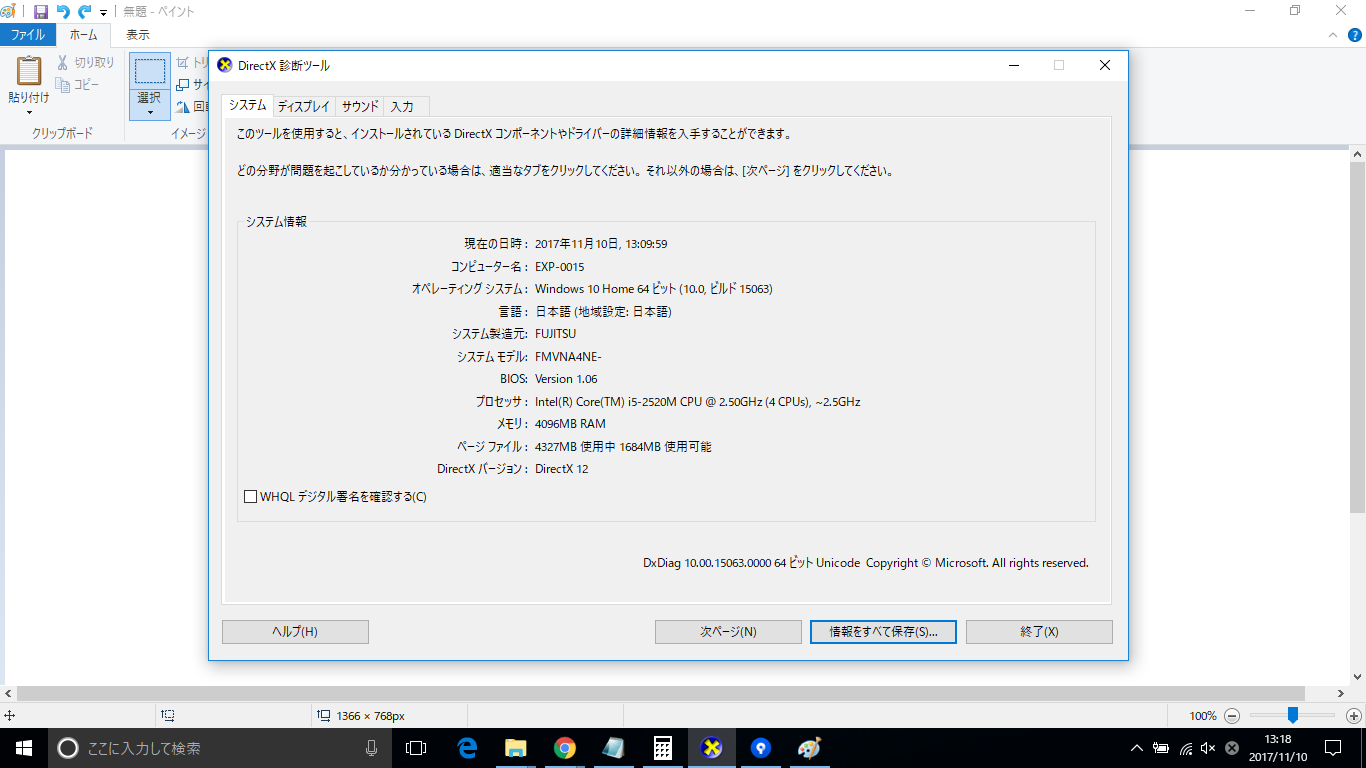 無題 - ペイント
ファイル
ホーム
表示
貼り付け
切り取り
コピー
クリップボード
選択
トリ
サイ
回
イメージ
DirectX 診断ツール
システム
ディスプレイ
サウンド
入力
このツールを使用すると、インストールされている DirectX コンポーネントやドライバーの詳細情報を入手することができます。
どの分野が問題を起こしているか分かっている場合は、適当なタブをクリックしてください。それ以外の場合は、[次ページ] をクリックしてください。
システム情報
現在の日時 : 2017年11月10日, 13:09:59
コンピューター名 : EXP-0015
オペレーティング システム : Windows 10 Home 64 ビット (10.0, ビルド 15063)
言語 : 日本語 (地域設定: 日本語)
システム製造元: FUJITSU
システム モデル: FMVNA4NE-
BIOS: Version 1.06
プロセッサ : Intel(R) Core(TM) i5-2520M CPU @ 2.50GHz (4 CPUs), ~2.5GHz
メモリ : 4096MB RAM
ページ ファイル : 4327MB 使用中 1684MB 使用可能
DirectX バージョン : DirectX 12
WHQL デジタル署名を確認する(C)
DxDiag 10.00.15063.0000 64 ビット Unicode Copyright © Microsoft. All rights reserved.
ヘルプ(H)
次ページ(N)
情報をすべて保存(S)...
終了(X)
1366 × 768px
100%
ここに入力して検索
13:18
2017/11/10